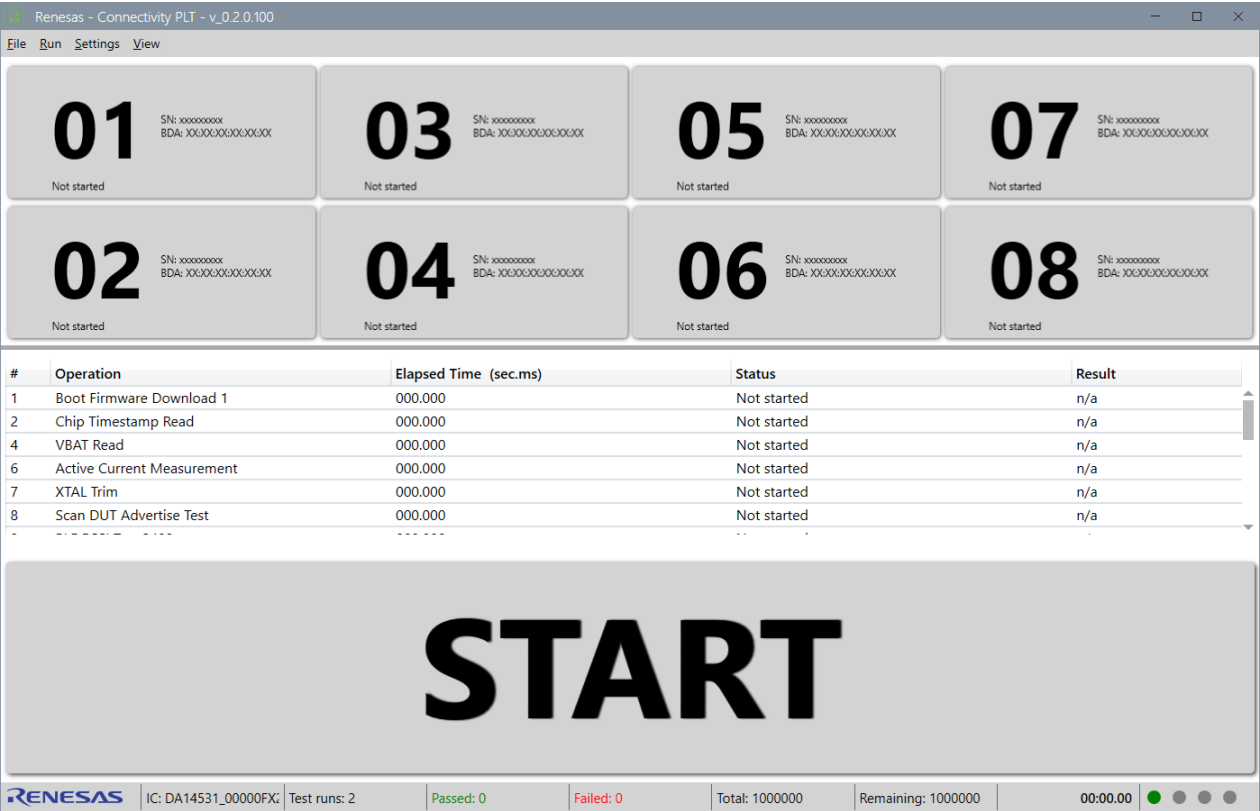 Renesas - Connectivity PLT - v_0.2.0.100
File Run Settings View
01 SN: xxxxxxxxx
BDA: XX:XX:XX:XX:XX:XX
Not started
03 SN: xxxxxxxxx
BDA: XX:XX:XX:XX:XX:XX
Not started
05 SN: xxxxxxxxx
BDA: XX:XX:XX:XX:XX:XX
Not started
07 SN: xxxxxxxxx
BDA: XX:XX:XX:XX:XX:XX
Not started
02 SN: xxxxxxxxx
BDA: XX:XX:XX:XX:XX:XX
Not started
04 SN: xxxxxxxxx
BDA: XX:XX:XX:XX:XX:XX
Not started
06 SN: xxxxxxxxx
BDA: XX:XX:XX:XX:XX:XX
Not started
08 SN: xxxxxxxxx
BDA: XX:XX:XX:XX:XX:XX
Not started
# Operation Elapsed Time (sec.ms) Status Result
1 Boot Firmware Download 1 000.000 Not started n/a
2 Chip Timestamp Read 000.000 Not started n/a
4 VBAT Read 000.000 Not started n/a
6 Active Current Measurement 000.000 Not started n/a
7 XTAL Trim 000.000 Not started n/a
8 Scan DUT Advertise Test 000.000 Not started n/a
START
RENESAS IC: DA14531_00000FX2 Test runs: 2 Passed: 0 Failed: 0 Total: 1000000 Remaining: 1000000 00:00.00